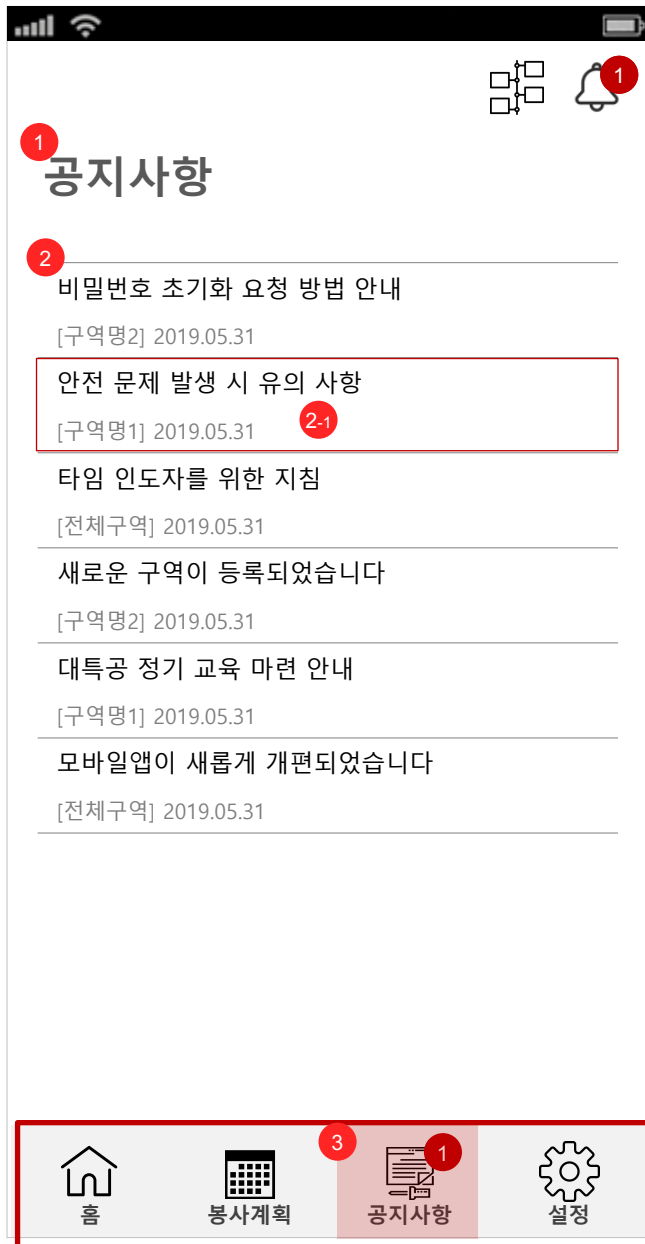 1
1
공지사항
2
비밀번호 초기화 요청 방법 안내
[구역명2] 2019.05.31
안전 문제 발생 시 유의 사항
[구역명1] 2019.05.31
2-1
타임 인도자를 위한 지침
[전체구역] 2019.05.31
새로운 구역이 등록되었습니다
[구역명2] 2019.05.31
대특공 정기 교육 마련 안내
[구역명1] 2019.05.31
모바일앱이 새롭게 개편되었습니다
[전체구역] 2019.05.31
3
1
홈
봉사계획
공지사항
설정